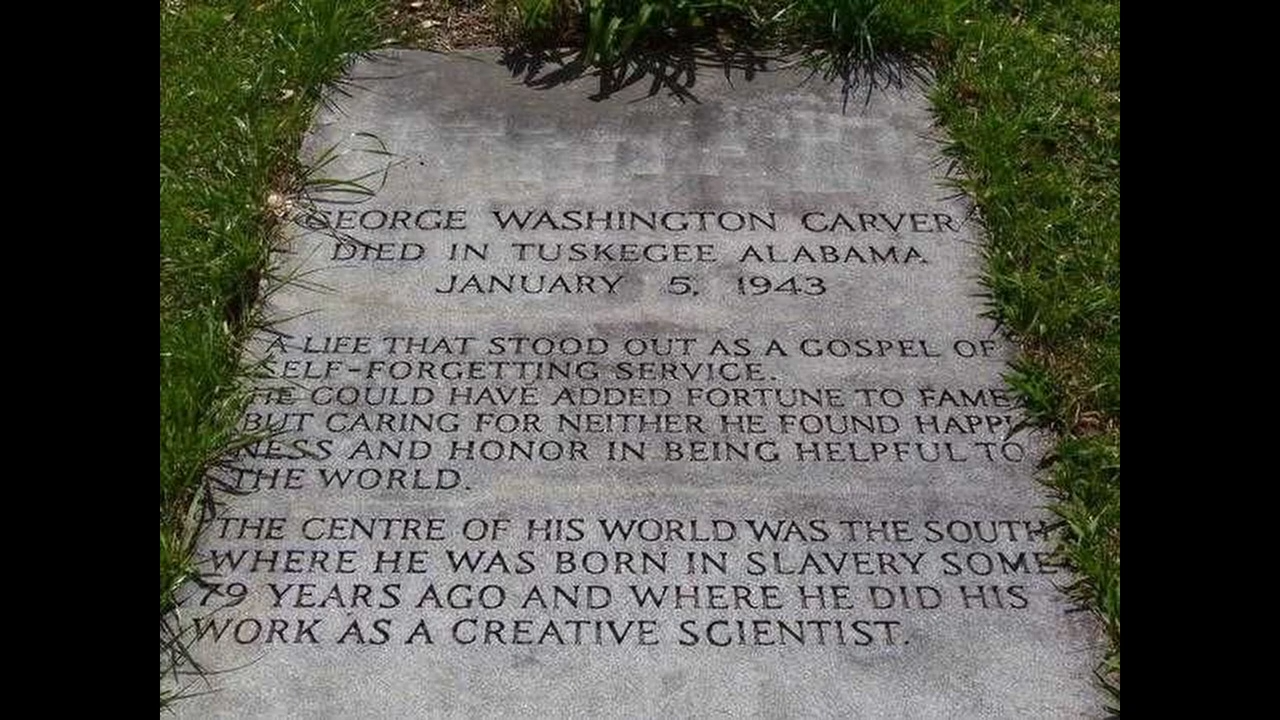 GEORGE WASHINGTON CARVER
DIED IN TUSKEGEE ALABAMA
JANUARY 5, 1943
A LIFE THAT STOOD OUT AS A GOSPEL OF
SELF-FORGETTING SERVICE.
HE COULD HAVE ADDED FORTUNE TO FAME
BUT CARING FOR NEITHER HE FOUND HAPPI-
NESS AND HONOR IN BEING HELPFUL TO
THE WORLD.
THE CENTRE OF HIS WORLD WAS THE SOUTH
WHERE HE WAS BORN IN SLAVERY SOME
79 YEARS AGO AND WHERE HE DID HIS
WORK AS A CREATIVE SCIENTIST.